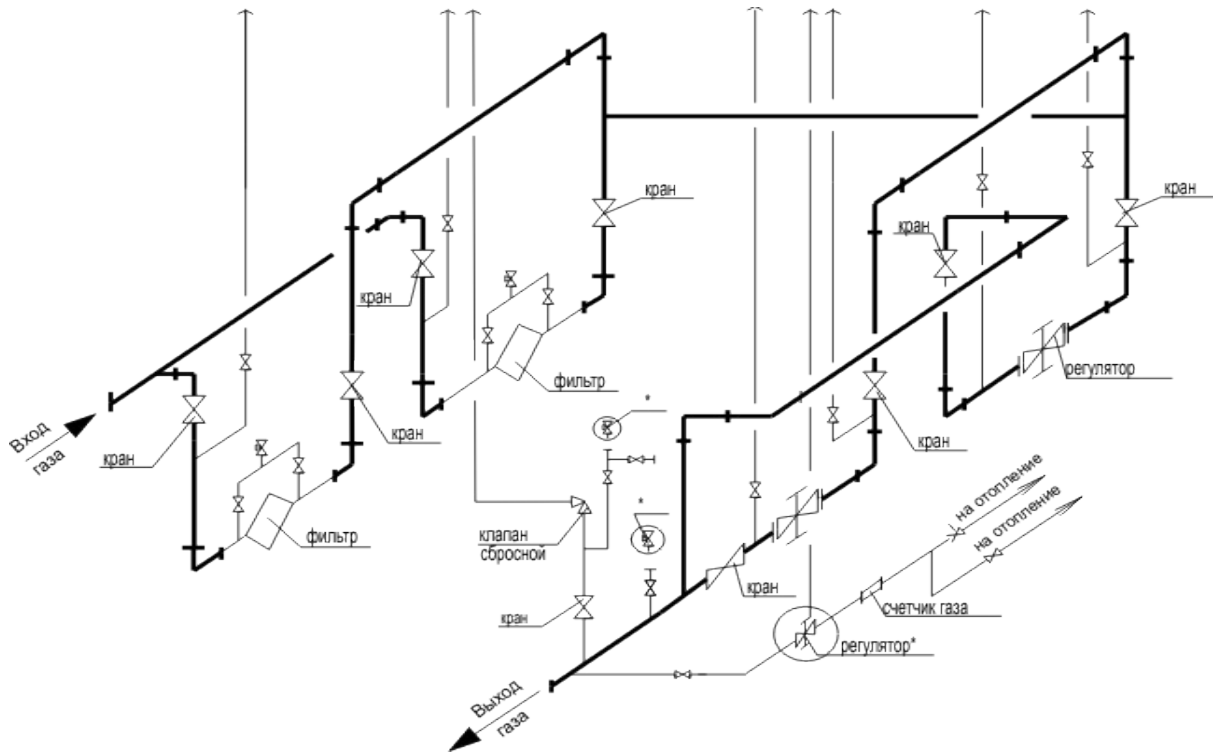 кран
кран
кран
кран
кран
фильтр
регулятор
*
Вход
газа
кран
кран
кран
на отопление
*
на отопление
клапан
сбросной
фильтр
кран
счетчик газа
кран
регулятор*
Выход
газа